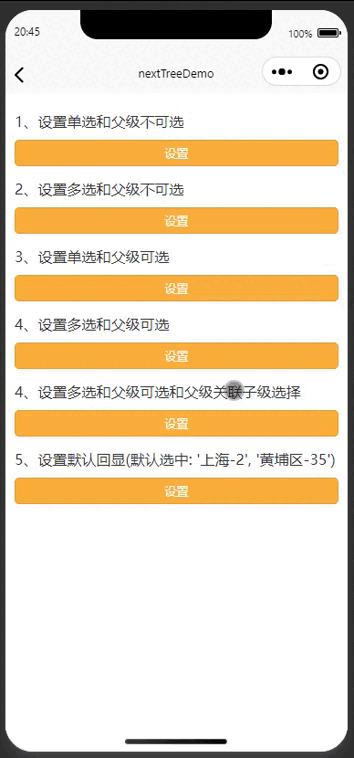 20:45
100%
nextTreeDemo
1、设置单选和父级不可选
设置
2、设置多选和父级不可选
设置
3、设置单选和父级可选
设置
4、设置多选和父级可选
设置
4、设置多选和父级可选和父级关联子级选择
设置
5、设置默认回显(默认选中: '上海-2', '黄埔区-35')
设置